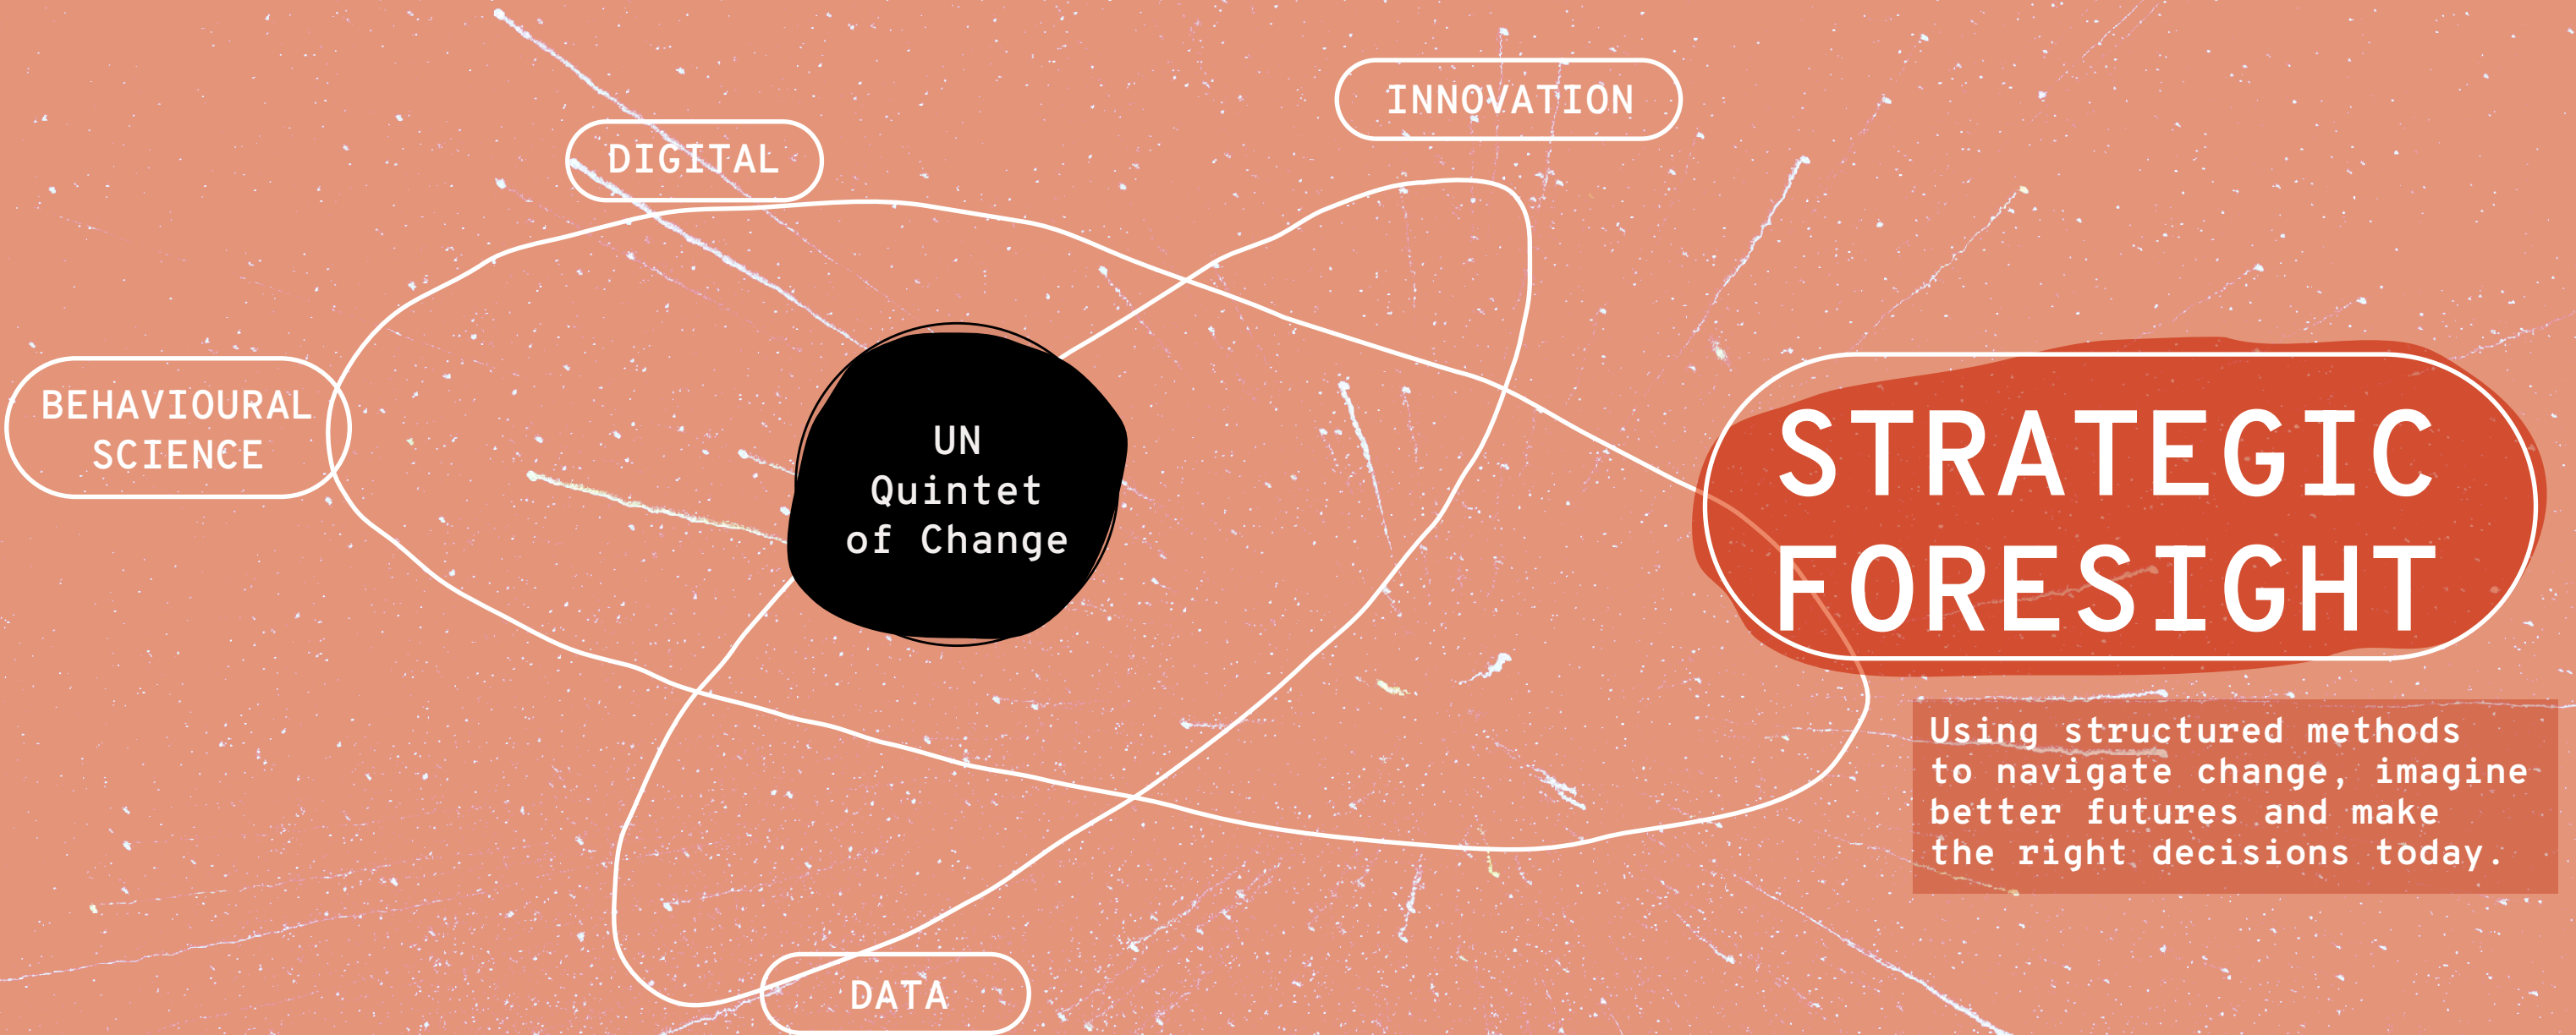 INNOVATION
DIGITAL
BEHAVIOURAL
SCIENCE
UN
Quintet
of Change
STRATEGIC
FORESIGHT
Using structured methods
to navigate change, imagine
better futures and make
the right decisions today.
DATA